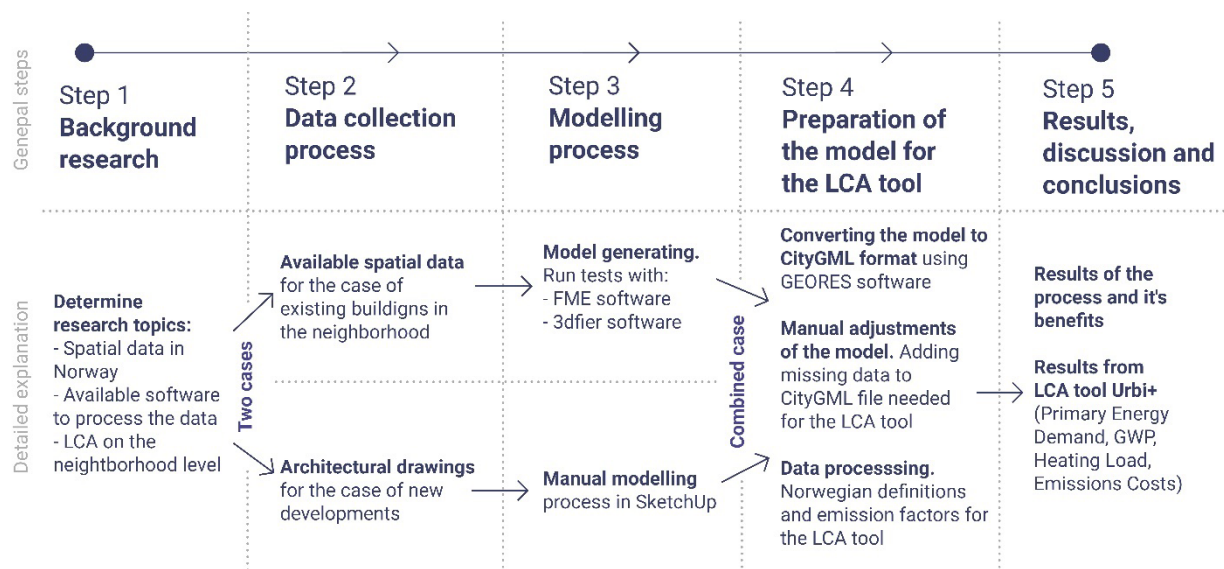 Genepal steps
Step 1
Background
research
Step 2
Data collection
process
Step 3
Modelling
process
Step 4
Preparation of
the model for
the LCA tool
Step 5
Results,
discussion and
conclusions
Detailed explanation
Determine
research topics:
- Spatial data in
Norway
- Available software
to process the data
- LCA on the
neightborhood level
Two cases
Available spatial data
for the case of
existing buildigns in
the neighborhood
Architectural drawings
for the case of new
developments
Model generating.
Run tests with:
- FME software
- 3dfier software
Manual modelling
process in SketchUp
Combined case
Converting the model to
CityGML format using
GEORES software
Manual adjustments
of the model. Adding
missing data to
CityGML file needed
for the LCA tool
Data processsing.
Norwegian definitions
and emission factors for
the LCA tool
Results of the
process and it's
benefits
Results from
LCA tool Urbi+
(Primary Energy
Demand, GWP,
Heating Load,
Emissions Costs)